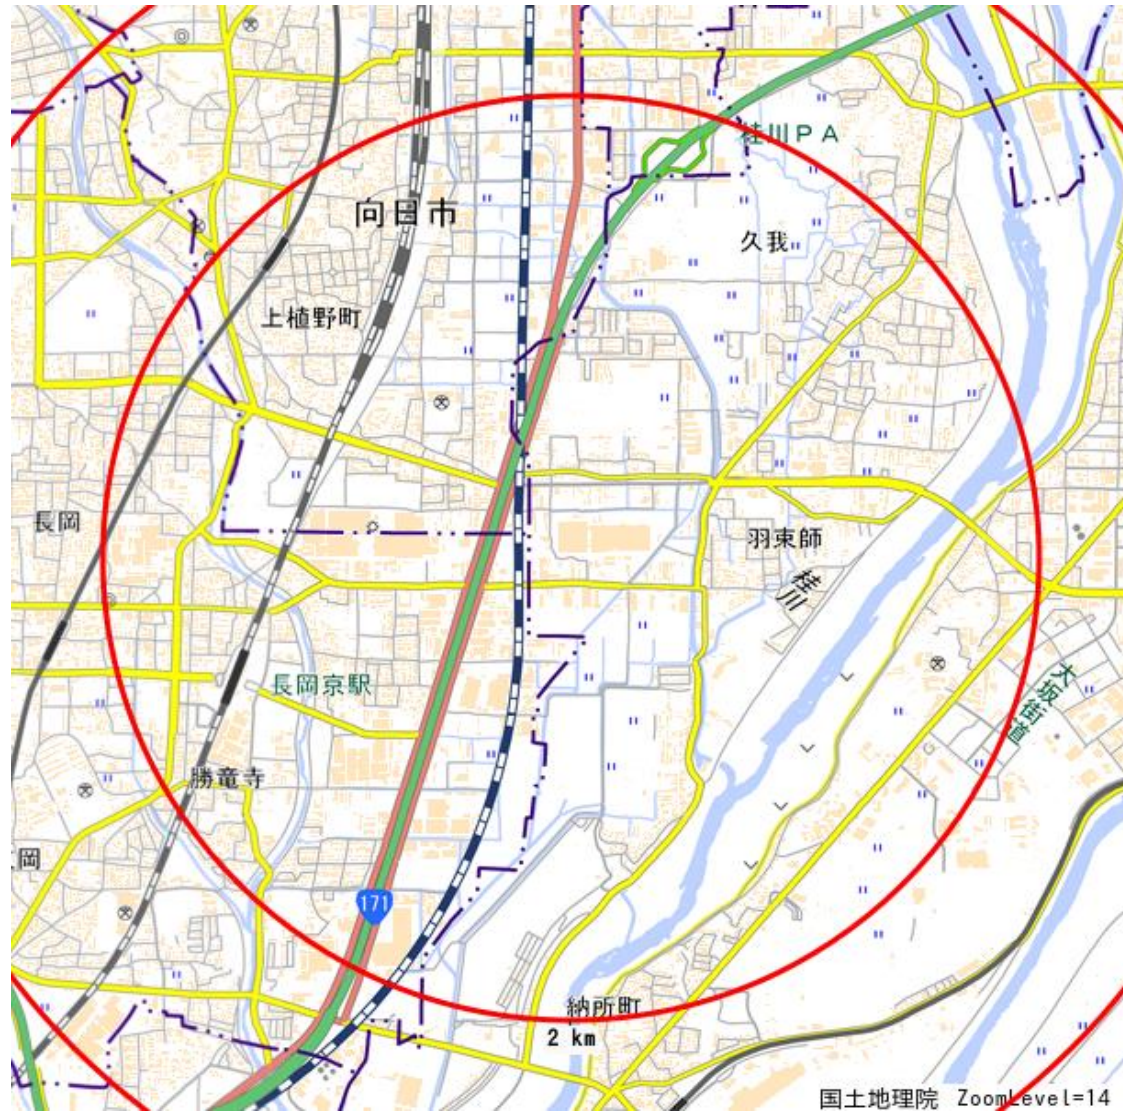 桂川PA
向日市
久我
上植野町
長岡
羽束師
桂川
長岡京駅
大坂街道
勝竜寺
岡
171
納所町
2 km
国土地理院 ZoomLevel=14